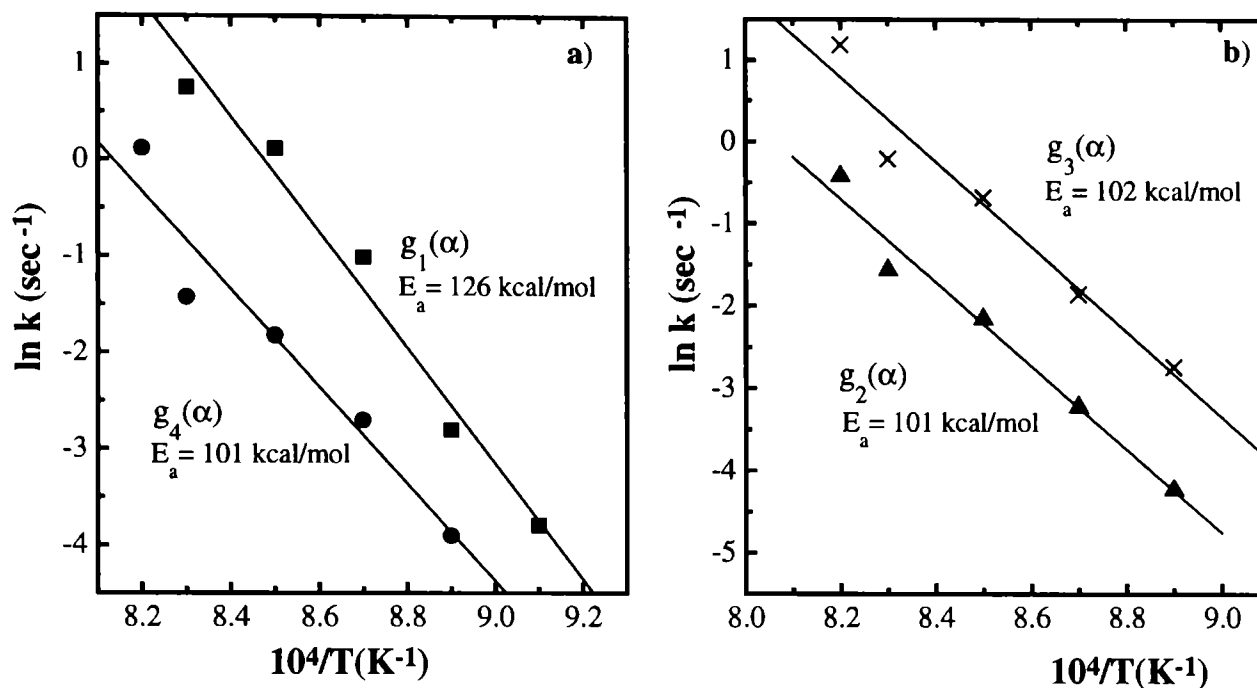 a)
1
0
-1
-2
-3
-4
ln k (sec⁻¹)
g₁(α)
Eₐ = 126 kcal/mol
g₄(α)
Eₐ = 101 kcal/mol
8.2 8.4 8.6 8.8 9.0 9.2
10⁴/T(K⁻¹)
b)
1
0
-1
-2
-3
-4
-5
ln k (sec⁻¹)
g₃(α)
Eₐ = 102 kcal/mol
g₂(α)
Eₐ = 101 kcal/mol
8.0 8.2 8.4 8.6 8.8 9.0
10⁴/T(K⁻¹)